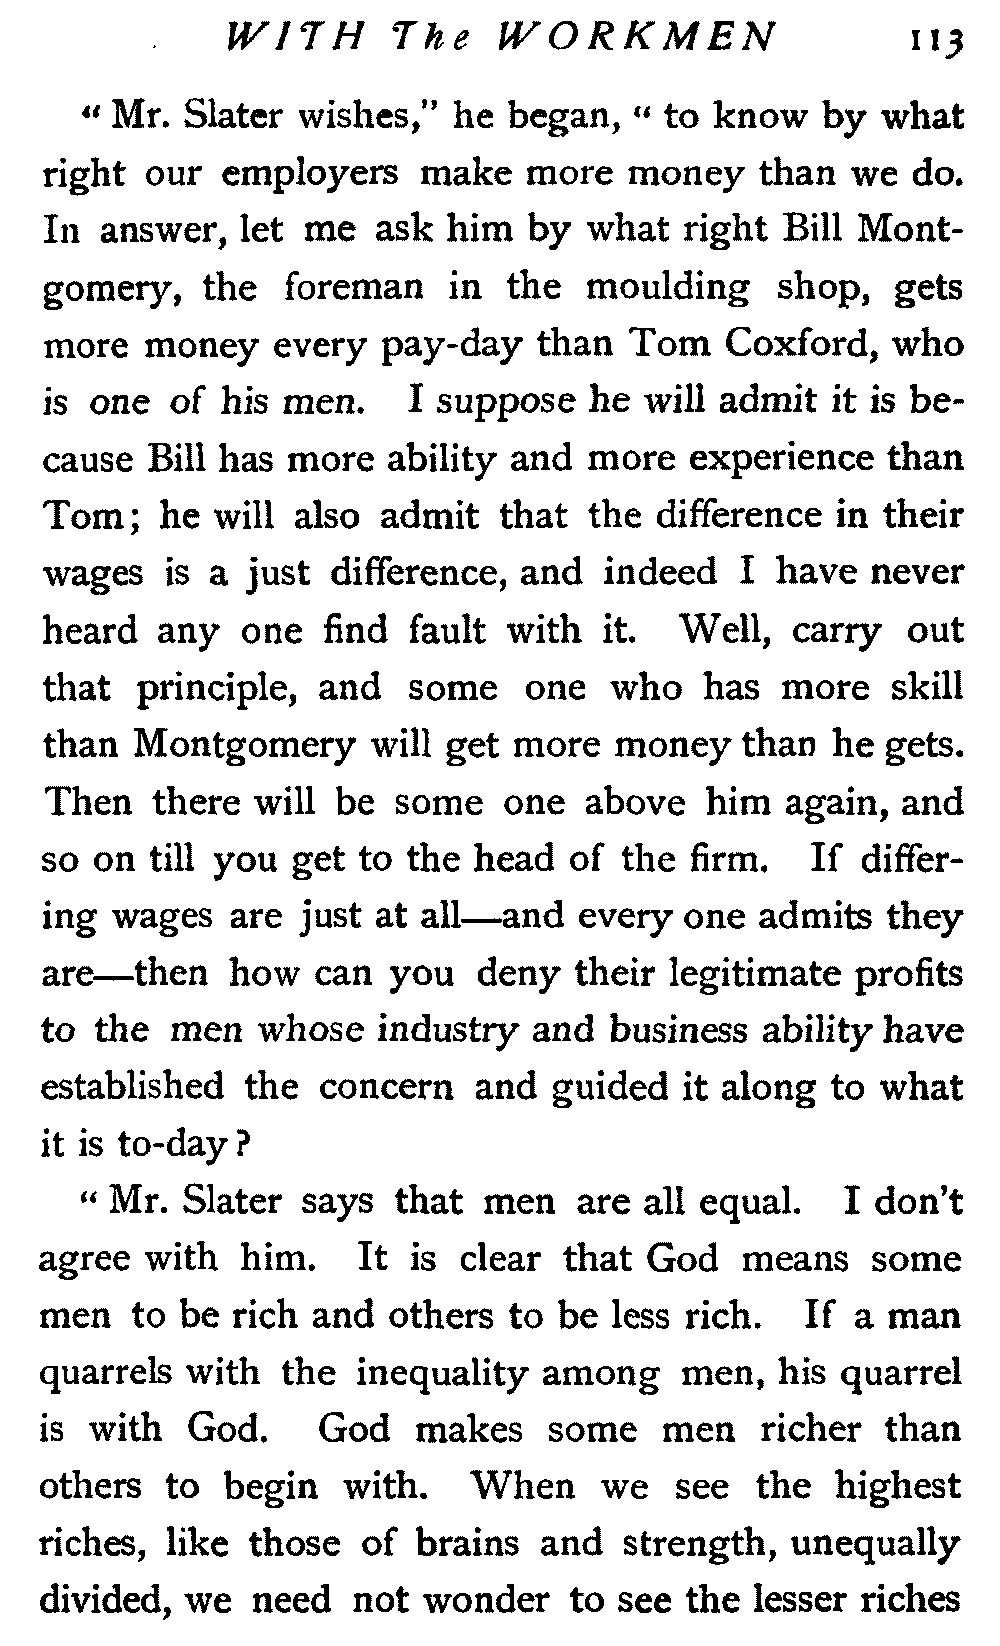 WITH The WORKMEN 113
“ Mr. Slater wishes,” he began, “ to know by what
right our employers make more money than we do.
In answer, let me ask him by what right Bill Mont-
gomery, the foreman in the moulding shop, gets
more money every pay-day than Tom Coxford, who
is one of his men. I suppose he will admit it is be-
cause Bill has more ability and more experience than
Tom; he will also admit that the difference in their
wages is a just difference, and indeed I have never
heard any one find fault with it. Well, carry out
that principle, and some one who has more skill
than Montgomery will get more money than he gets.
Then there will be some one above him again, and
so on till you get to the head of the firm. If differ-
ing wages are just at all—and every one admits they
are—then how can you deny their legitimate profits
to the men whose industry and business ability have
established the concern and guided it along to what
it is to-day?
“ Mr. Slater says that men are all equal. I don’t
agree with him. It is clear that God means some
men to be rich and others to be less rich. If a man
quarrels with the inequality among men, his quarrel
is with God. God makes some men richer than
others to begin with. When we see the highest
riches, like those of brains and strength, unequally
divided, we need not wonder to see the lesser riches